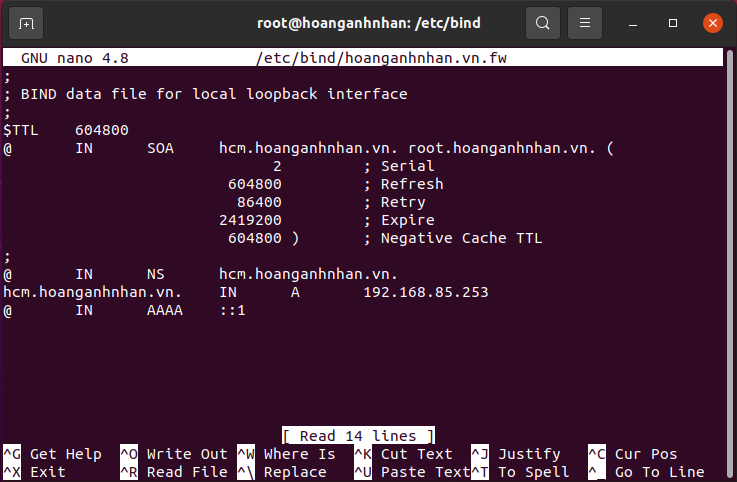 root@hoanganhnhan: /etc/bind
GNU nano 4.8 /etc/bind/hoanganhnhan.vn.fw
;
; BIND data file for local loopback interface
;
$TTL 604800
@ IN SOA hcm.hoanganhnhan.vn. root.hoanganhnhan.vn. (
2 ; Serial
604800 ; Refresh
86400 ; Retry
2419200 ; Expire
604800 ) ; Negative Cache TTL
;
@ IN NS hcm.hoanganhnhan.vn.
hcm.hoanganhnhan.vn. IN A 192.168.85.253
@ IN AAAA ::1
[ Read 14 lines ]
^G Get Help ^O Write Out ^W Where Is ^K Cut Text ^J Justify ^C Cur Pos
^X Exit ^R Read File ^\ Replace ^U Paste Text ^T To Spell ^_ Go To Line